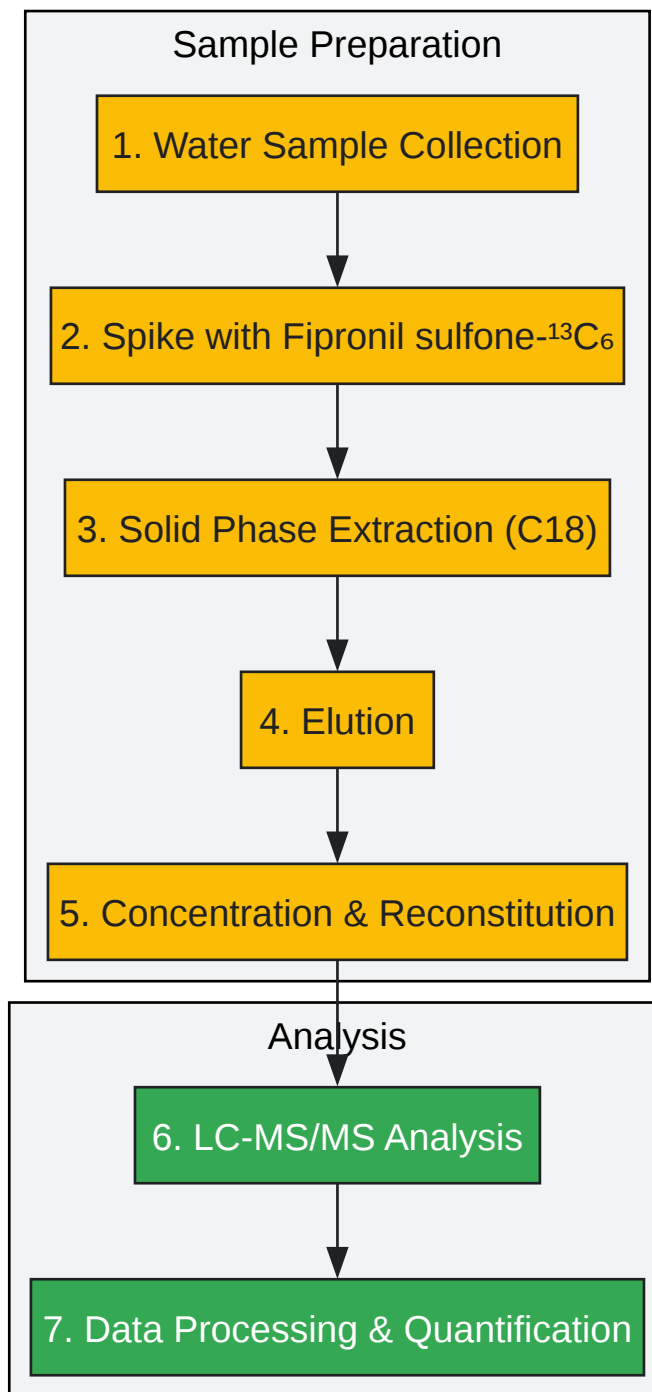 Sample Preparation
1. Water Sample Collection
2. Spike with Fipronil sulfone-¹³C₆
3. Solid Phase Extraction (C18)
4. Elution
5. Concentration & Reconstitution
Analysis
6. LC-MS/MS Analysis
7. Data Processing & Quantification